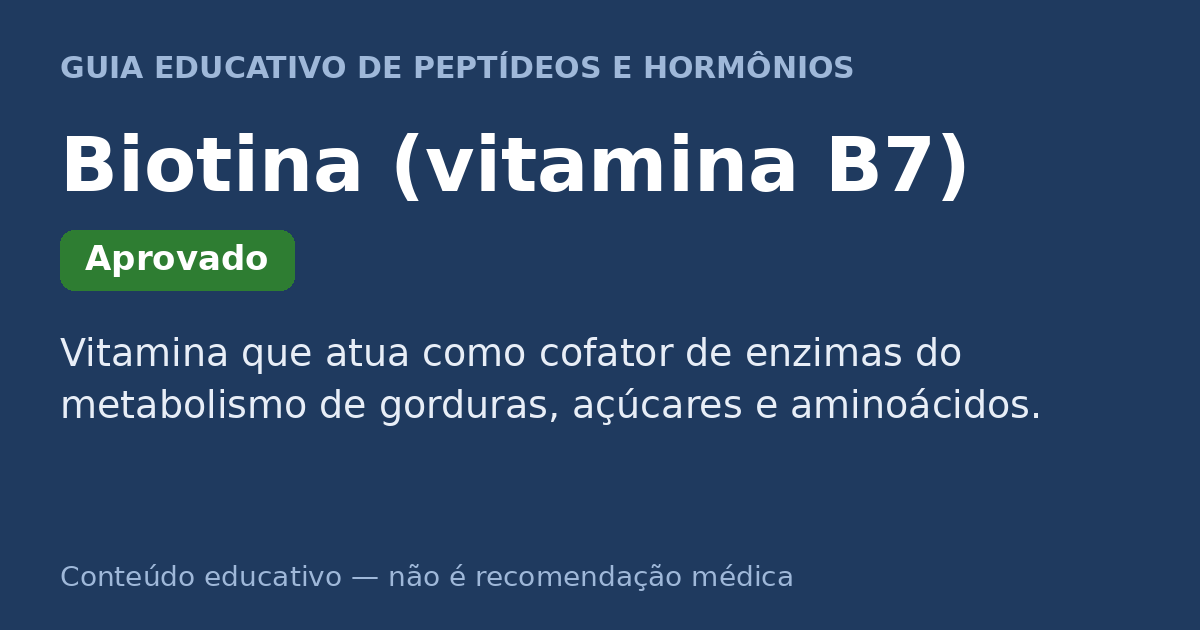 GUIA EDUCATIVO DE PEPTÍDEOS E HORMÔNIOS
Biotina (vitamina B7)
Aprovado
Vitamina que atua como cofator de enzimas do
metabolismo de gorduras, açúcares e aminoácidos.
Conteúdo educativo — não é recomendação médica